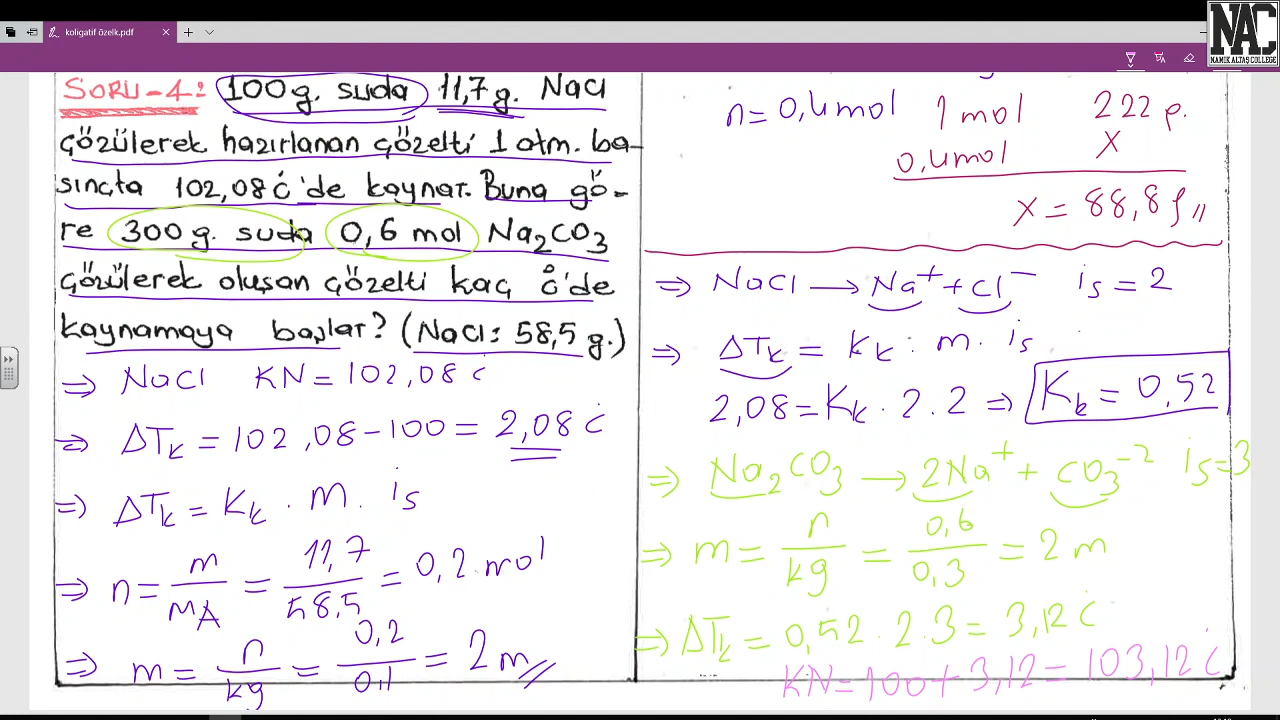 koligatif özelk.pdf
NAC
NAMIK ALTAŞ COLLEGE
SORU-4:
100 g. suda 11,7 g. NaCl
çözülerek hazırlanan çözelti 1 atm. ba-
sınçta 102,08 °C'de kaynar. Buna gö-
re 300 g. suda 0,6 mol Na₂CO₃
çözülerek oluşan çözelti kaç °C'de
kaynamaya başlar? (NaCl: 58,5 g.)
⇒ NaCl KN = 102,08 °C
⇒ ΔTk = 102,08 - 100 = 2,08 °C
⇒ ΔTk = Kk . m . is
⇒ n = m/MA = 11,7/58,5 = 0,2 mol
⇒ m = n/kg = 0,2/0,1 = 2 m
n = 0,4 mol 1 mol 222 g.
0,4 mol X
X = 88,8 g
⇒ NaCl → Na⁺ + Cl⁻ is = 2
⇒ ΔTk = Kk . m . is
2,08 = Kk . 2 . 2 ⇒ Kk = 0,52
⇒ Na₂CO₃ → 2Na⁺ + CO₃⁻² is = 3
⇒ m = n/kg = 0,6/0,3 = 2 m
⇒ ΔTk = 0,52 . 2 . 3 = 3,12 °C
KN = 100 + 3,12 = 103,12 °C